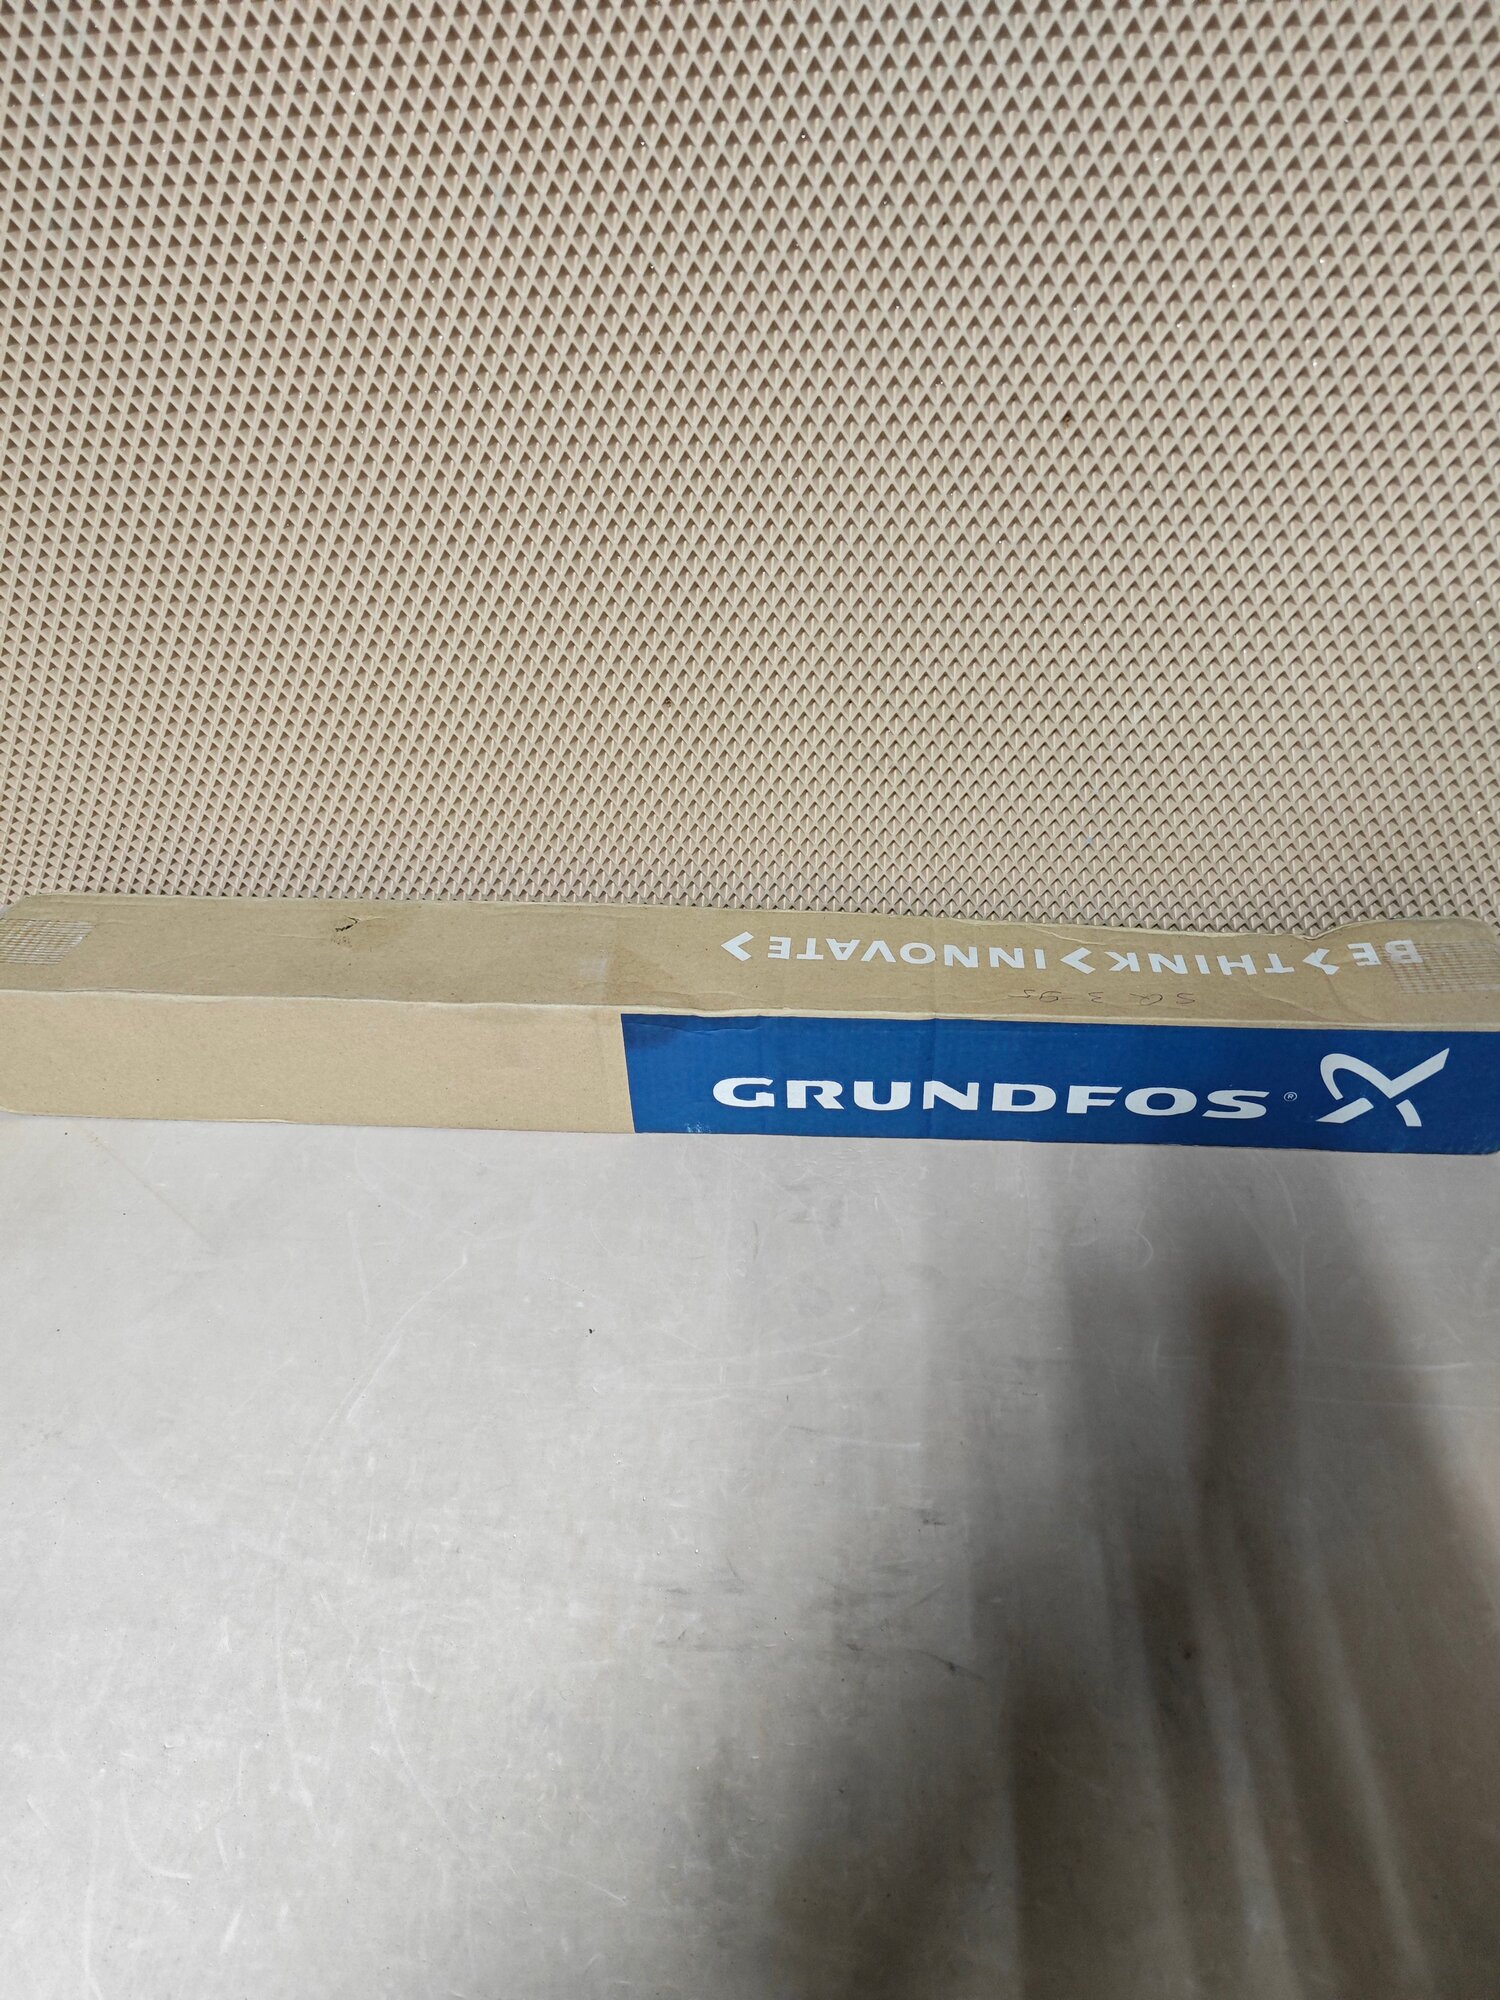 BE > THINK > INNOVATE >
SQ 3-95
GRUNDFOS®